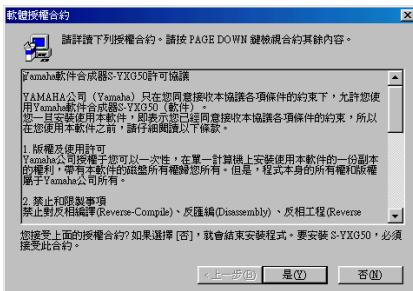 軟體授權合約
請詳讀下列授權合約。請按 PAGE DOWN 鍵檢視合約其餘內容。
Yamaha軟件合成器S-YXG50許可協議
YAMAHA公司（Yamaha）只在您同意接收本協議各項條件的約束下，允許您使
用Yamaha軟件合成器S-YXG50（軟件）。
您一旦安裝使用本軟件，即表示您已經同意接收本協議各項條件的約束，所以
在您使用本軟件之前，請仔細閱讀以下條款。
1. 版權及使用許可
Yamaha公司授權于您可以一次性，在單一計算機上安裝使用本軟件的一份副本
的權利，帶有本軟件的磁盤所有權歸您所有。但是，程式本身的所有權和版權
屬于Yamaha公司所有。
2. 禁止和限製事項
禁止對反相編譯(Reverse-Compile)、反匯編(Disassembly)、反相工程(Reverse
您接受上面的授權合約? 如果選擇 [否]，就會結束安裝程式。要安裝 S-YXG50，必須
接受此合約。
<上一步(B) 是(Y) 否(N)